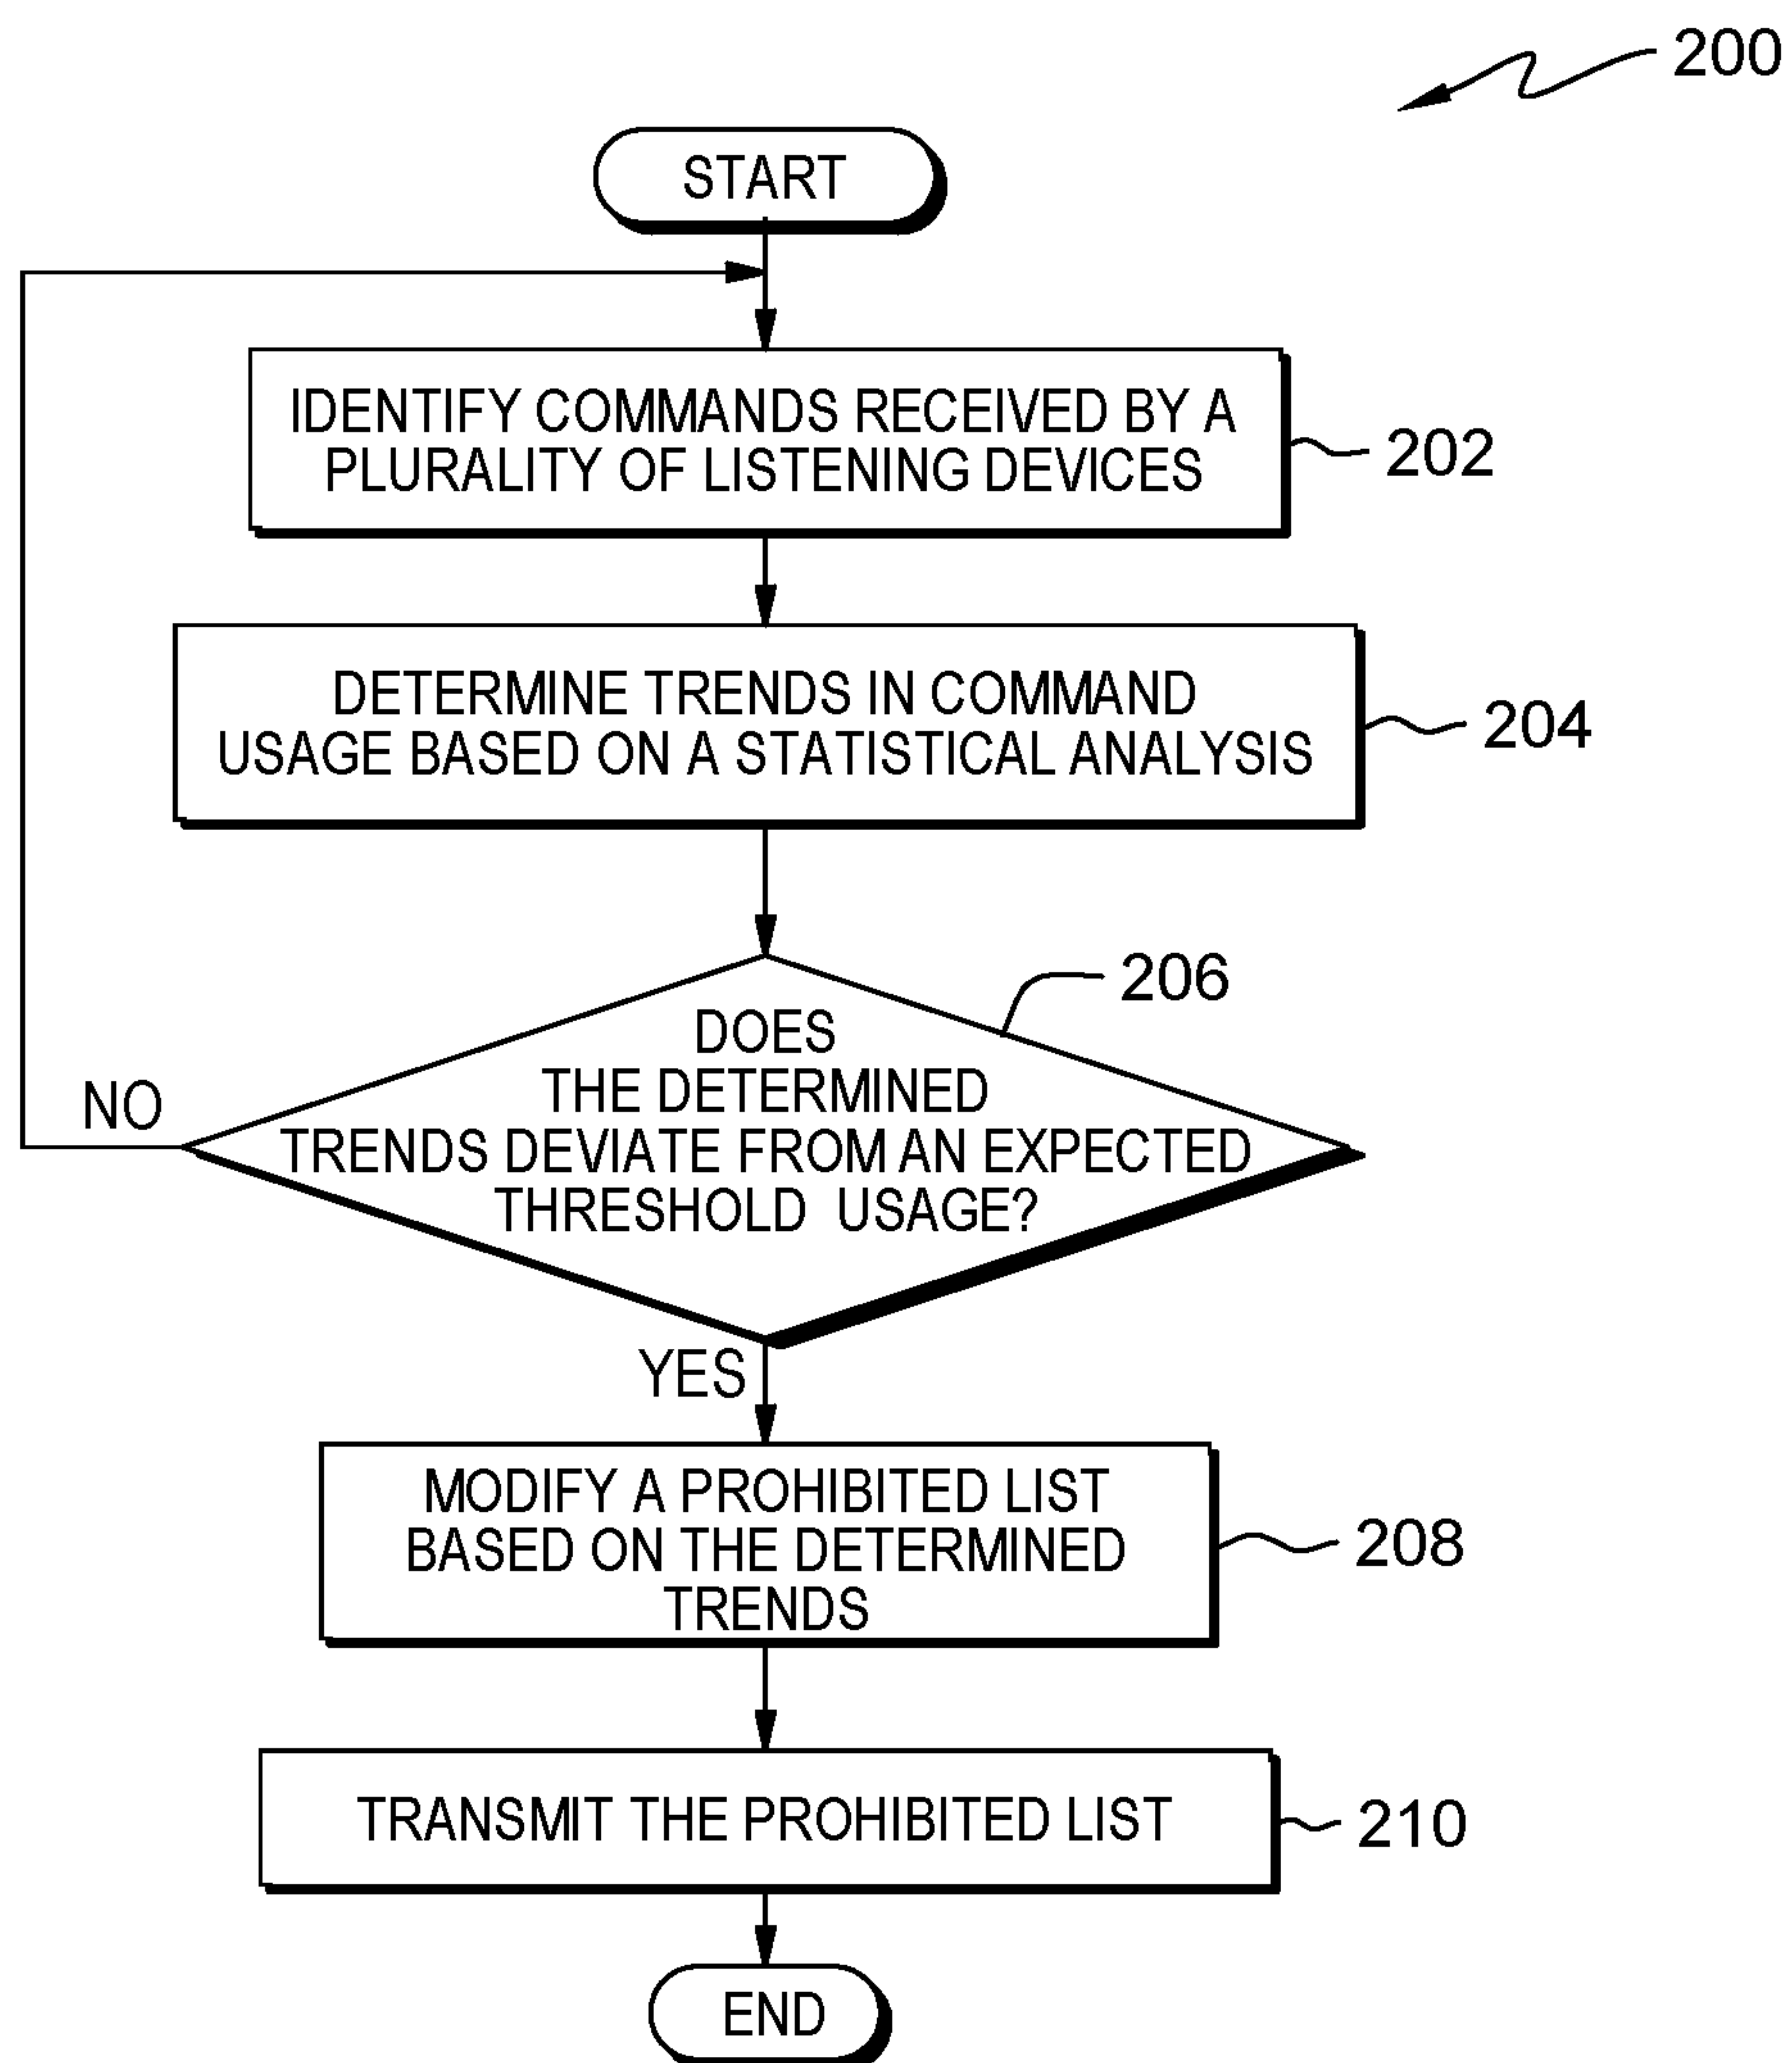 200
START
IDENTIFY COMMANDS RECEIVED BY A
PLURALITY OF LISTENING DEVICES
202
DETERMINE TRENDS IN COMMAND
USAGE BASED ON A STATISTICAL ANALYSIS
204
206
DOES
THE DETERMINED
TRENDS DEVIATE FROM AN EXPECTED
THRESHOLD USAGE?
NO
YES
MODIFY A PROHIBITED LIST
BASED ON THE DETERMINED
TRENDS
208
TRANSMIT THE PROHIBITED LIST
210
END